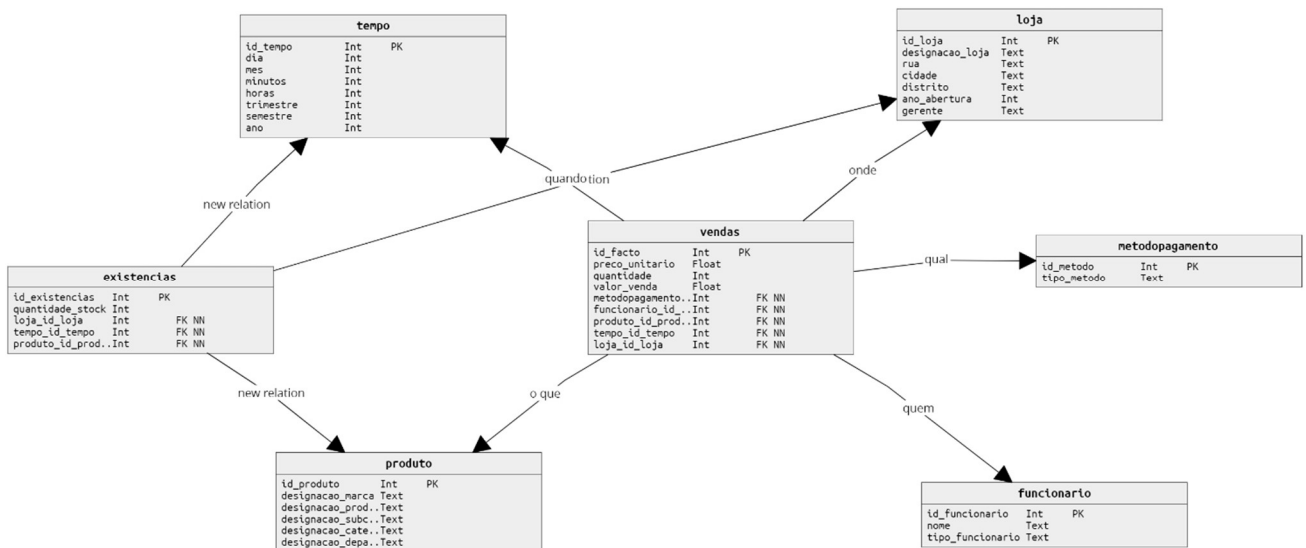 tempo
id_tempo Int PK
dia Int
mes Int
minutos Int
horas Int
trimestre Int
semestre Int
ano Int
loja
id_loja Int PK
designacao_loja Text
rua Text
cidade Text
distrito Text
ano_abertura Int
gerente Text
new relation
quando
tion
onde
existencias
id_existencias Int PK
quantidade_stock Int
loja_id_loja Int FK NN
tempo_id_tempo Int FK NN
produto_id_prod..Int FK NN
vendas
id_facto Int PK
preco_unitario Float
quantidade Int
valor_venda Float
metodopagamento..Int FK NN
funcionario_id_..Int FK NN
produto_id_prod..Int FK NN
tempo_id_tempo Int FK NN
loja_id_loja Int FK NN
qual
metodopagamento
id_metodo Int PK
tipo_metodo Text
new relation
o que
quem
produto
id_produto Int PK
designacao_marca Text
designacao_prod..Text
designacao_subc..Text
designacao_cate..Text
designacao_depa..Text
funcionario
id_funcionario Int PK
nome Text
tipo_funcionario Text